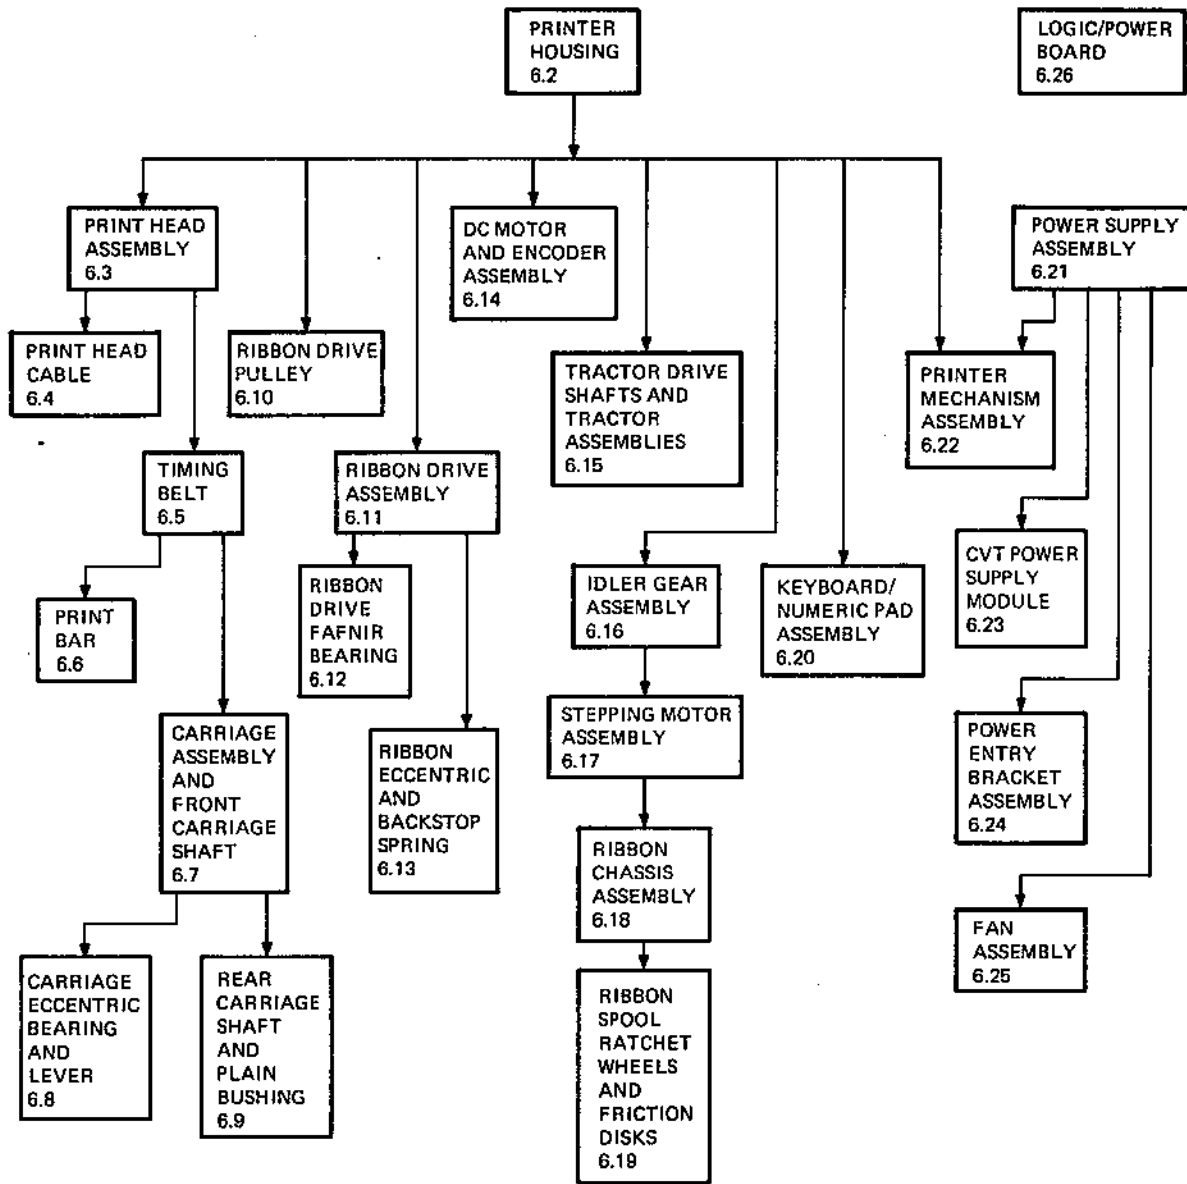 PRINTER
HOUSING
6.2
LOGIC/POWER
BOARD
6.26
PRINT HEAD
ASSEMBLY
6.3
DC MOTOR
AND ENCODER
ASSEMBLY
6.14
POWER SUPPLY
ASSEMBLY
6.21
PRINT HEAD
CABLE
6.4
RIBBON DRIVE
PULLEY
6.10
TRACTOR DRIVE
SHAFTS AND
TRACTOR
ASSEMBLIES
6.15
PRINTER
MECHANISM
ASSEMBLY
6.22
TIMING
BELT
6.5
RIBBON DRIVE
ASSEMBLY
6.11
PRINT
BAR
6.6
RIBBON
DRIVE
FAFNIR
BEARING
6.12
IDLER GEAR
ASSEMBLY
6.16
KEYBOARD/
NUMERIC PAD
ASSEMBLY
6.20
CVT POWER
SUPPLY
MODULE
6.23
CARRIAGE
ASSEMBLY
AND
FRONT
CARRIAGE
SHAFT
6.7
RIBBON
ECCENTRIC
AND
BACKSTOP
SPRING
6.13
STEPPING MOTOR
ASSEMBLY
6.17
POWER
ENTRY
BRACKET
ASSEMBLY
6.24
RIBBON
CHASSIS
ASSEMBLY
6.18
FAN
ASSEMBLY
6.25
CARRIAGE
ECCENTRIC
BEARING
AND
LEVER
6.8
REAR
CARRIAGE
SHAFT
AND
PLAIN
BUSHING
6.9
RIBBON
SPOOL
RATCHET
WHEELS
AND
FRICTION
DISKS
6.19